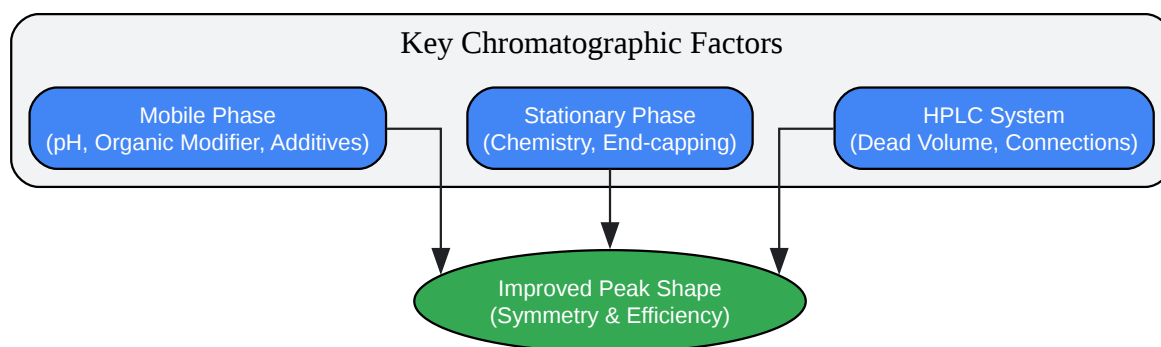 Key Chromatographic Factors
Mobile Phase
(pH, Organic Modifier, Additives)
Stationary Phase
(Chemistry, End-capping)
HPLC System
(Dead Volume, Connections)
Improved Peak Shape
(Symmetry & Efficiency)